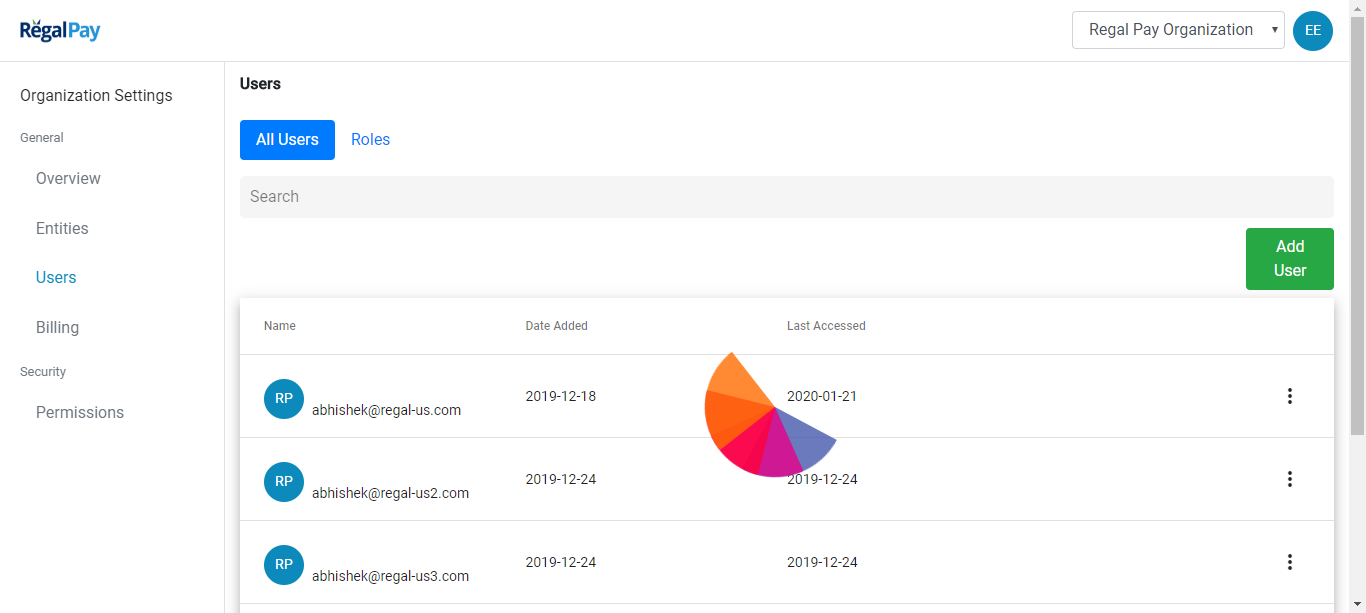 RegalPay
Regal Pay Organization
EE
Organization Settings
General
Overview
Entities
Users
Billing
Security
Permissions
Users
All Users
Roles
Search
Add
User
Name Date Added Last Accessed
RP abhishek@regal-us.com 2019-12-18 2020-01-21
RP abhishek@regal-us2.com 2019-12-24 2019-12-24
RP abhishek@regal-us3.com 2019-12-24 2019-12-24